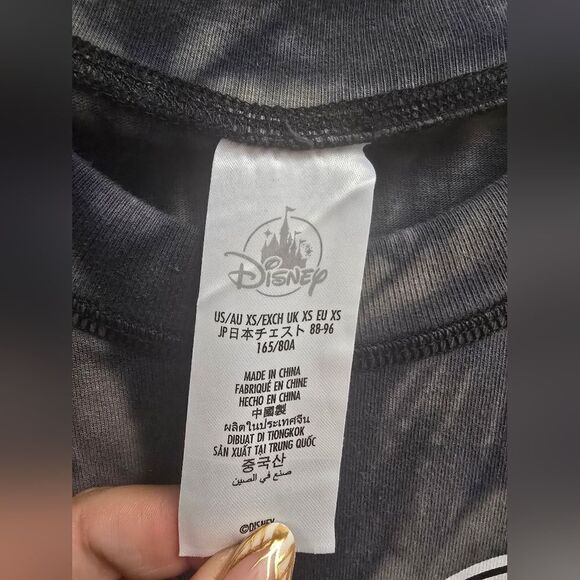 Disney
US/AU XS/EXCH UK XS EU XS
JP日本チェスト 88-96
165/80A
MADE IN CHINA
FABRIQUÉ EN CHINE
HECHO EN CHINA
中國製
ผลิตในประเทศจีน
DIBUAT DI TIONGKOK
SẢN XUẤT TẠI TRUNG QUỐC
중국산
صنع في الصين
©DISNEY